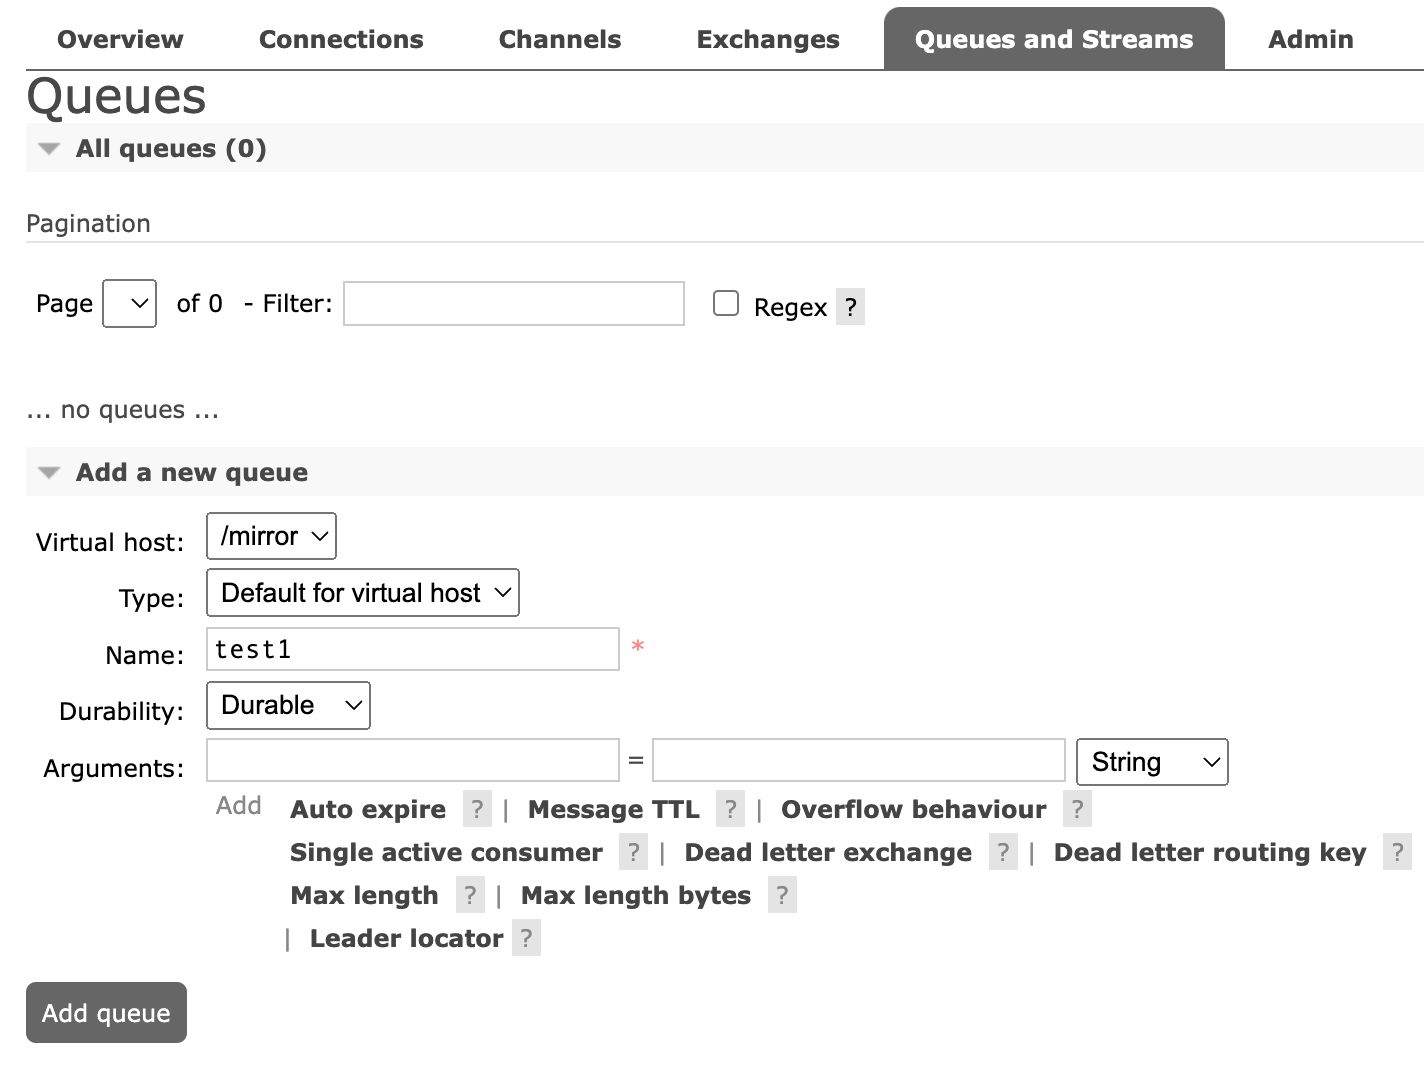 Overview Connections Channels Exchanges Queues and Streams Admin
Queues
All queues (0)
Pagination
Page of 0 - Filter: Regex ?
... no queues ...
Add a new queue
Virtual host: /mirror
Type: Default for virtual host
Name: test1 *
Durability: Durable
Arguments: = String
Add Auto expire ? | Message TTL ? | Overflow behaviour ?
Single active consumer ? | Dead letter exchange ? | Dead letter routing key ?
Max length ? | Max length bytes ?
| Leader locator ?
Add queue